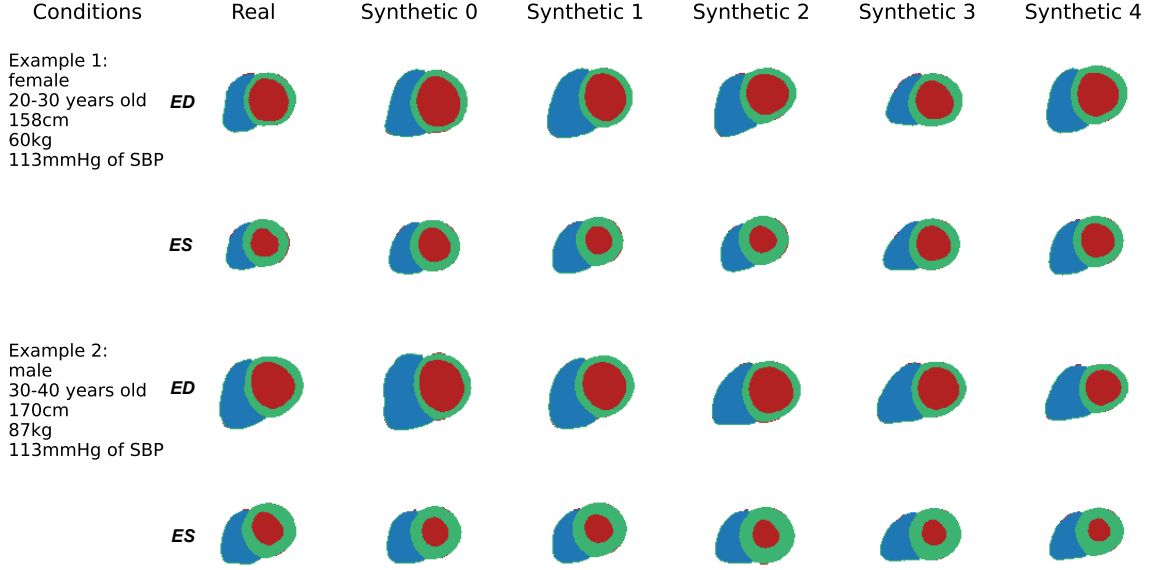 Conditions Real Synthetic 0 Synthetic 1 Synthetic 2 Synthetic 3 Synthetic 4
Example 1:
female
20-30 years old ED
158cm
60kg
113mmHg of SBP
ES
Example 2:
male
30-40 years old ED
170cm
87kg
113mmHg of SBP
ES